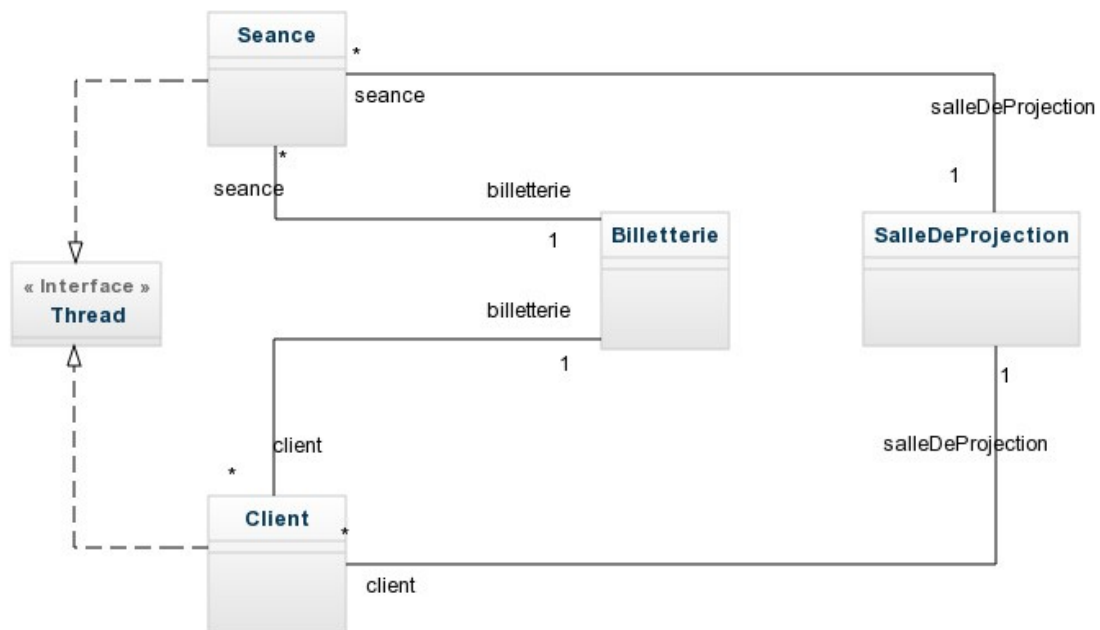 Seance
*
seance
salleDeProjection
*
seance
billetterie
1
1
Billetterie
SalleDeProjection
« Interface »
Thread
billetterie
1
1
client
salleDeProjection
*
Client
*
client